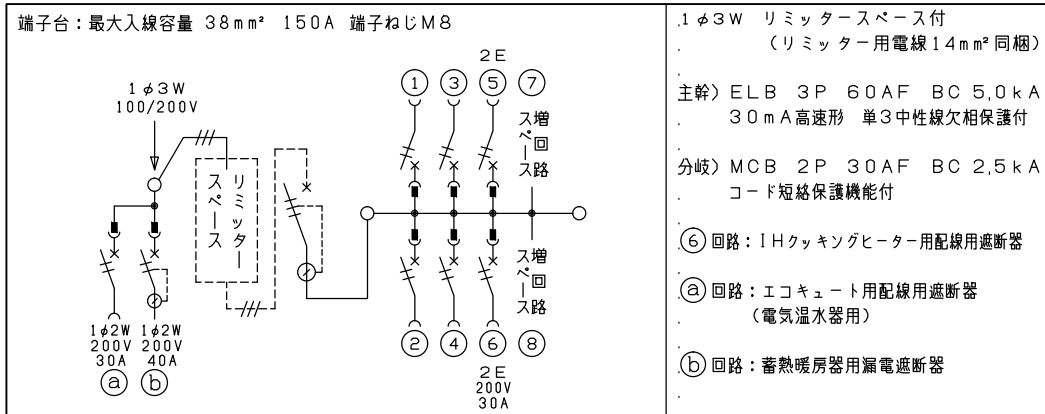 端子台：最大入線容量 38mm² 150A 端子ねじM8
1φ3W
100/200V
リミッター
スペース
2E
① ③ ⑤ ⑦
増回路
スペース
増回路
スペース
② ④ ⑥ ⑧
2E
200V
30A
1φ2W 1φ2W
200V 200V
30A 40A
ⓐ ⓑ
1φ3W リミッタースペース付
（リミッター用電線14mm²同梱）
主幹）ELB 3P 60AF BC 5,0kA
30mA高速形 単3中性線欠相保護付
分岐）MCB 2P 30AF BC 2,5kA
コード短絡保護機能付
⑥回路：IHクッキングヒーター用配線用遮断器
ⓐ回路：エコキュート用配線用遮断器
（電気温水器用）
ⓑ回路：蓄熱暖房器用漏電遮断器